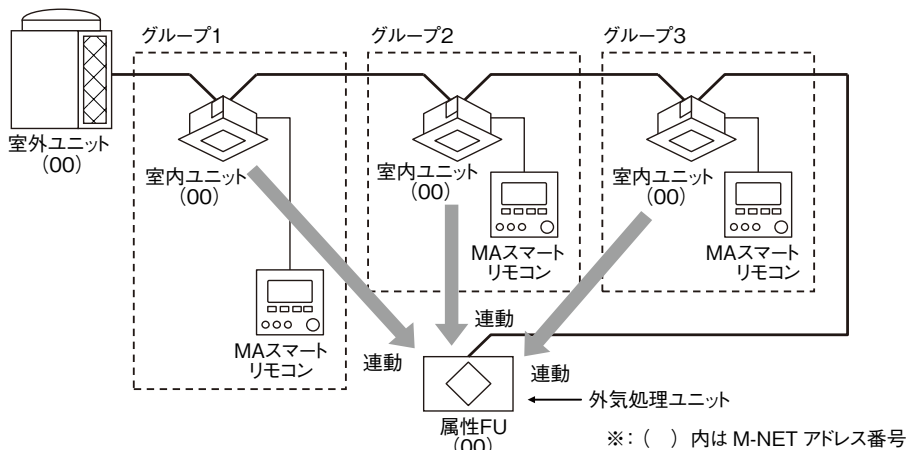 グループ1
グループ2
グループ3
室外ユニット
(00)
室内ユニット
(00)
MAスマート
リモコン
室内ユニット
(00)
MAスマート
リモコン
室内ユニット
(00)
MAスマート
リモコン
連動
連動
連動
属性FU
(00)
外気処理ユニット
※:( )内は M-NET アドレス番号